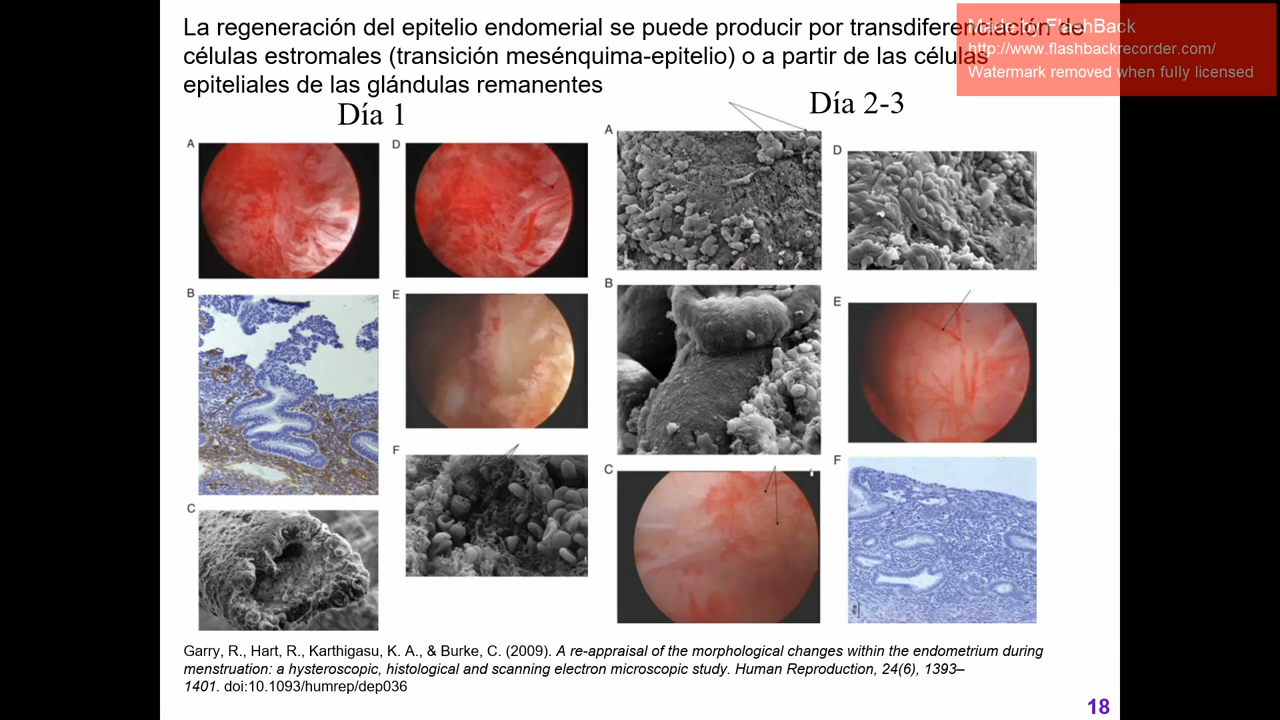 La regeneración del epitelio endomerial se puede producir por transdiferenciación de
células estromales (transición mesénquima-epitelio) o a partir de las células
epiteliales de las glándulas remanentes
Made by FlashBack
http://www.flashbackrecorder.com/
Watermark removed when fully licensed
Día 1
Día 2-3
A
D
B
E
C
F
A
D
B
E
C
F
Garry, R., Hart, R., Karthigasu, K. A., & Burke, C. (2009). A re-appraisal of the morphological changes within the endometrium during
menstruation: a hysteroscopic, histological and scanning electron microscopic study. Human Reproduction, 24(6), 1393–
1401. doi:10.1093/humrep/dep036
18